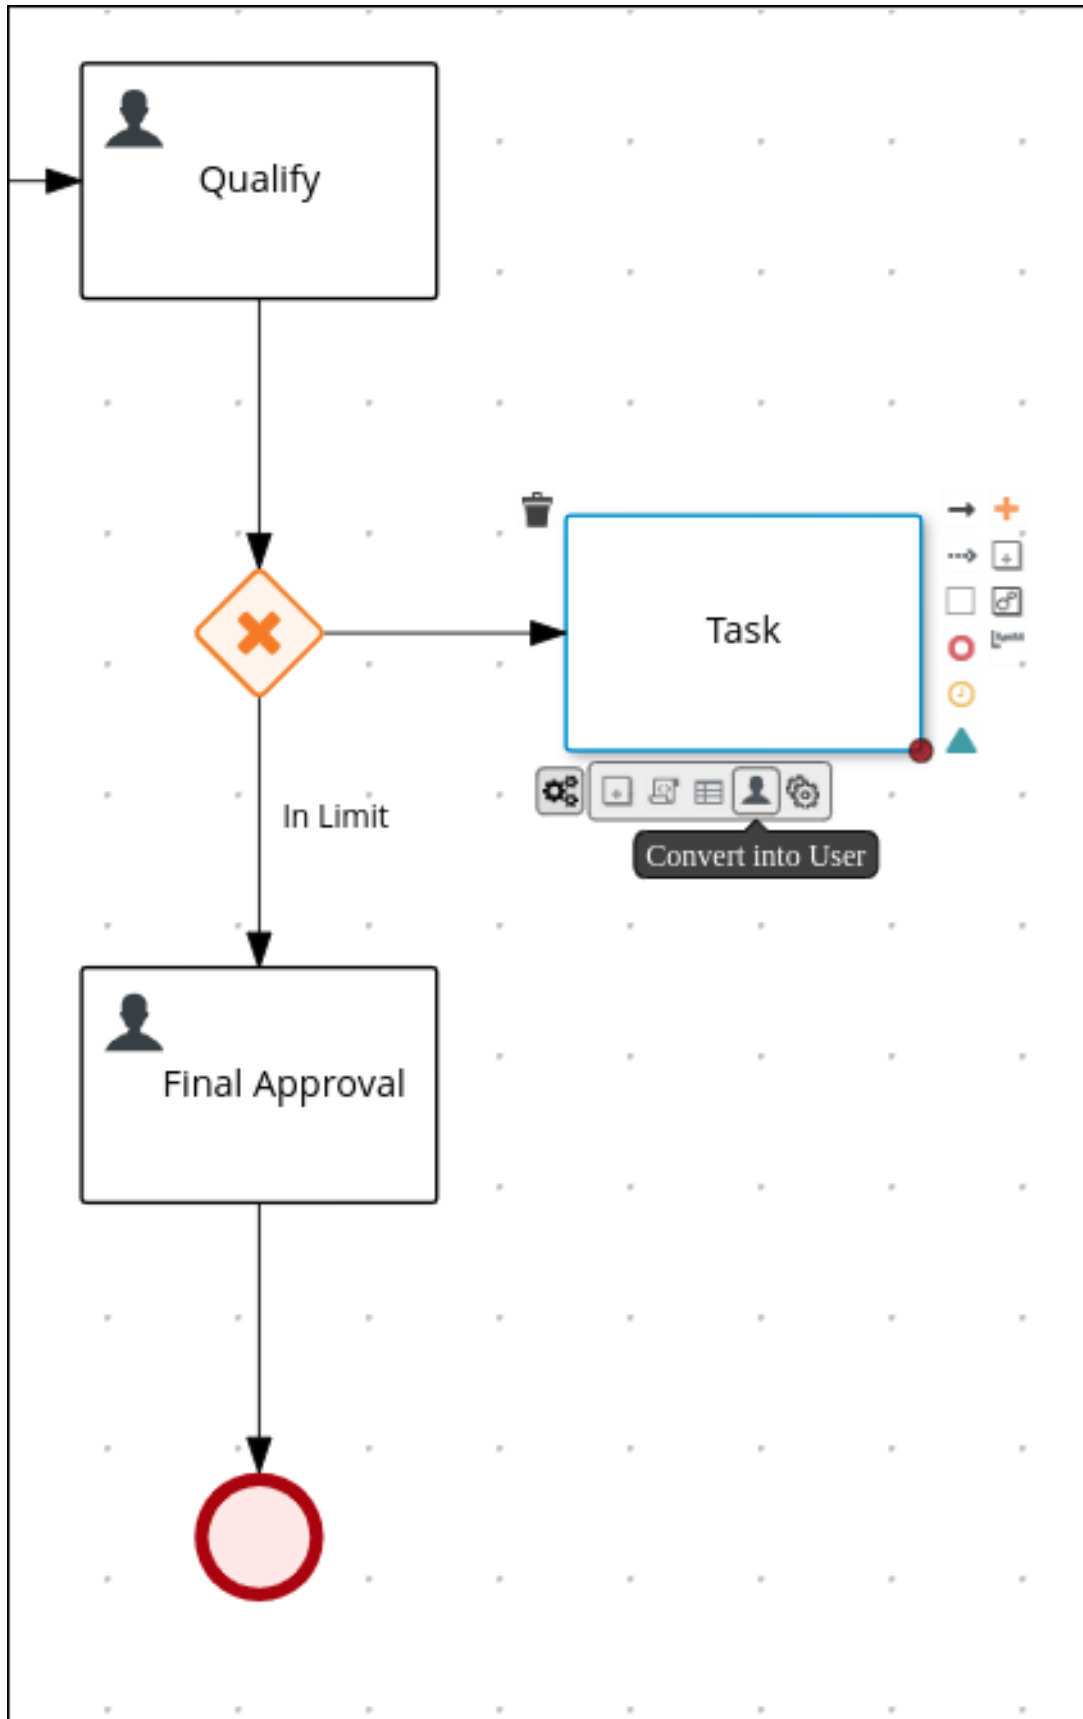 Qualify
Task
In Limit
Convert into User
Final Approval